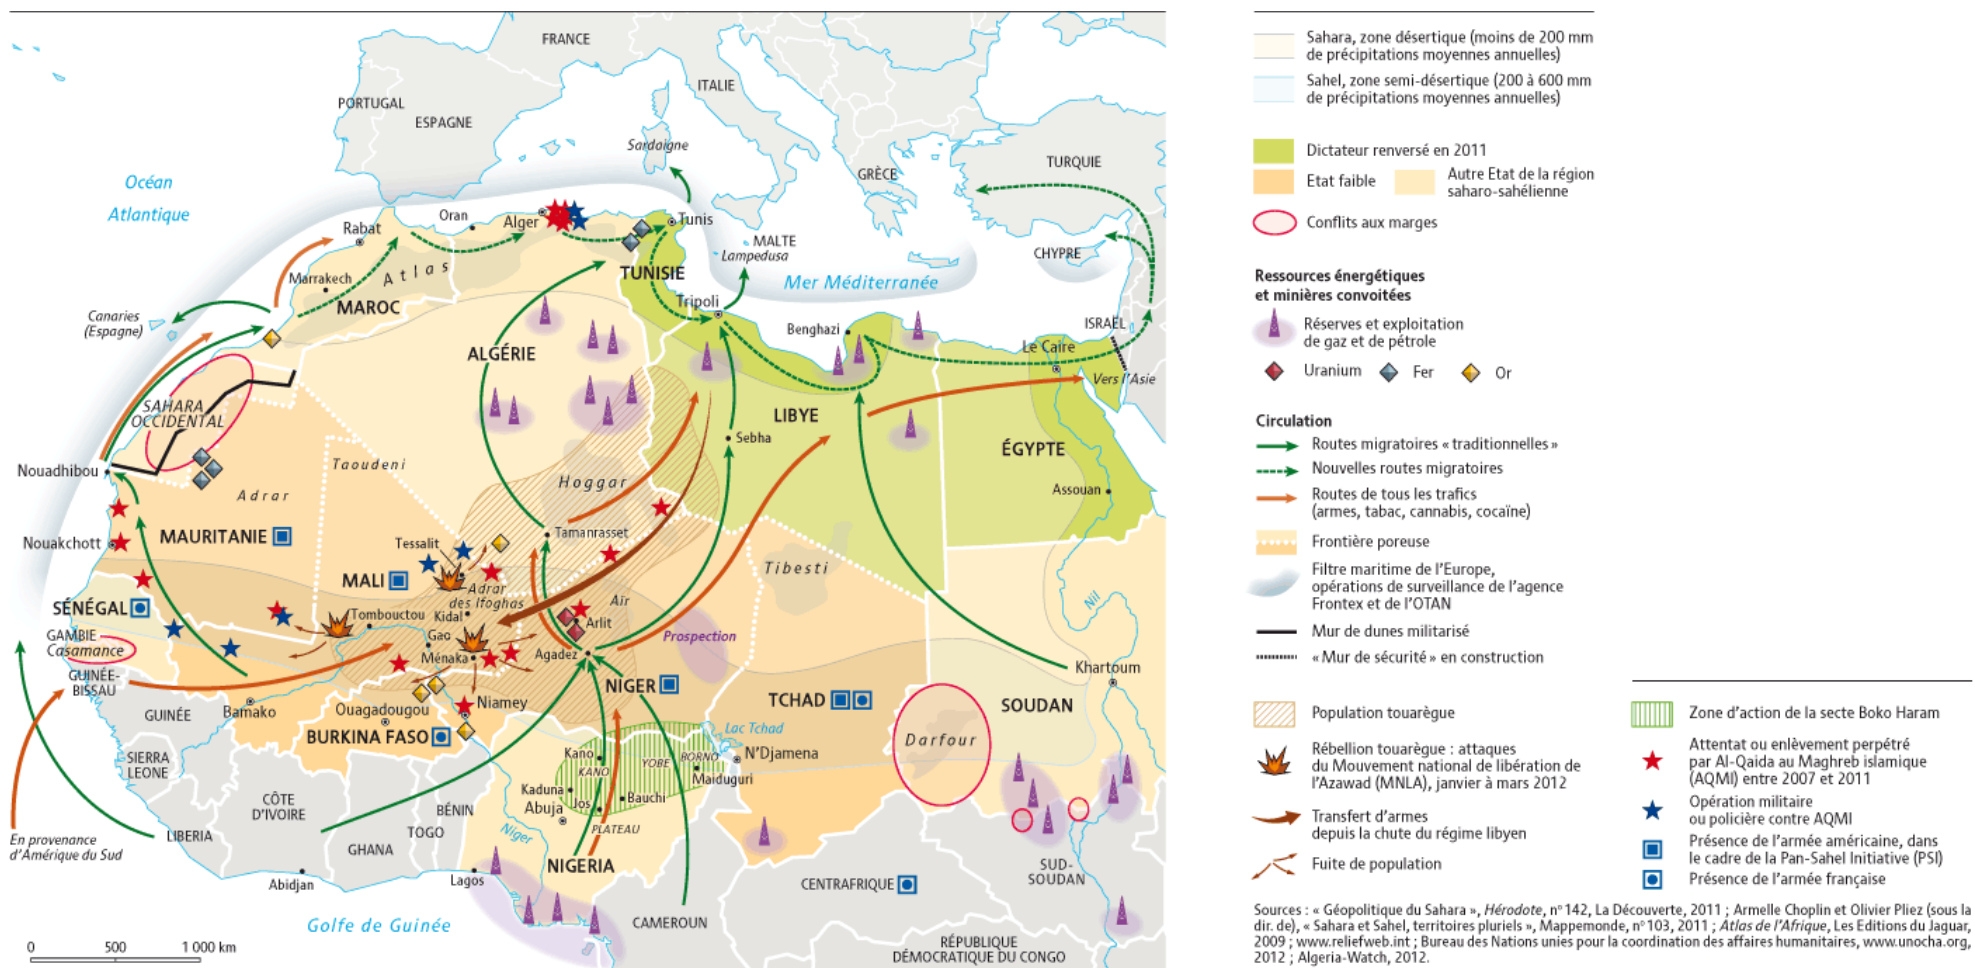 FRANCE
ITALIE
PORTUGAL
ESPAGNE
Sardaigne
TURQUIE
GRÈCE
Océan
Atlantique
Oran
Alger
Tunis
Rabat
MALTE
Lampedusa
CHYPRE
Marrakech
Atlas
TUNISIE
Mer Méditerranée
MAROC
Tripoli
Canaries
(Espagne)
Benghazi
ISRAËL
Le Caire
ALGÉRIE
Vers l'Asie
SAHARA
OCCIDENTAL
LIBYE
Sebha
ÉGYPTE
Nouadhibou
Taoudeni
Adrar
Hoggar
Assouan
MAURITANIE
Nouakchott
Tessalit
Tamanrasset
Tibesti
MALI
Adrar
des Ifoghas
Aïr
Nil
SÉNÉGAL
Tombouctou
Kidal
Arlit
GAMBIE
Casamance
Gao
Prospection
Ménaka
Agadez
Khartoum
GUINÉE-
BISSAU
NIGER
TCHAD
SOUDAN
GUINÉE
Bamako
Ouagadougou
Niamey
BURKINA FASO
Lac Tchad
Darfour
SIERRA
LEONE
Kano
KANO
YOBE
BORNO
N'Djamena
Maiduguri
CÔTE
D'IVOIRE
Kaduna
Abuja
Jos
Bauchi
BÉNIN
TOGO
PLATEAU
Niger
LIBERIA
En provenance
d'Amérique du Sud
GHANA
NIGERIA
SUD-
SOUDAN
Abidjan
Lagos
CENTRAFRIQUE
Golfe de Guinée
CAMEROUN
RÉPUBLIQUE
DÉMOCRATIQUE DU CONGO
0 500 1 000 km
Sahara, zone désertique (moins de 200 mm
de précipitations moyennes annuelles)
Sahel, zone semi-désertique (200 à 600 mm
de précipitations moyennes annuelles)
Dictateur renversé en 2011
Etat faible
Autre Etat de la région
saharo-sahélienne
Conflits aux marges
Ressources énergétiques
et minières convoitées
Réserves et exploitation
de gaz et de pétrole
Uranium Fer Or
Circulation
Routes migratoires « traditionnelles »
Nouvelles routes migratoires
Routes de tous les trafics
(armes, tabac, cannabis, cocaïne)
Frontière poreuse
Filtre maritime de l'Europe,
opérations de surveillance de l'agence
Frontex et de l'OTAN
Mur de dunes militarisé
« Mur de sécurité » en construction
Population touarègue
Rébellion touarègue : attaques
du Mouvement national de libération de
l'Azawad (MNLA), janvier à mars 2012
Transfert d'armes
depuis la chute du régime libyen
Fuite de population
Zone d'action de la secte Boko Haram
Attentat ou enlèvement perpétré
par Al-Qaida au Maghreb islamique
(AQMI) entre 2007 et 2011
Opération militaire
ou policière contre AQMI
Présence de l'armée américaine, dans
le cadre de la Pan-Sahel Initiative (PSI)
Présence de l'armée française
Sources : « Géopolitique du Sahara », Hérodote, n° 142, La Découverte, 2011 ; Armelle Choplin et Olivier Pliez (sous la
dir. de), « Sahara et Sahel, territoires pluriels », Mappemonde, n° 103, 2011 ; Atlas de l'Afrique, Les Editions du Jaguar,
2009 ; www.reliefweb.int ; Bureau des Nations unies pour la coordination des affaires humanitaires, www.unocha.org,
2012 ; Algeria-Watch, 2012.